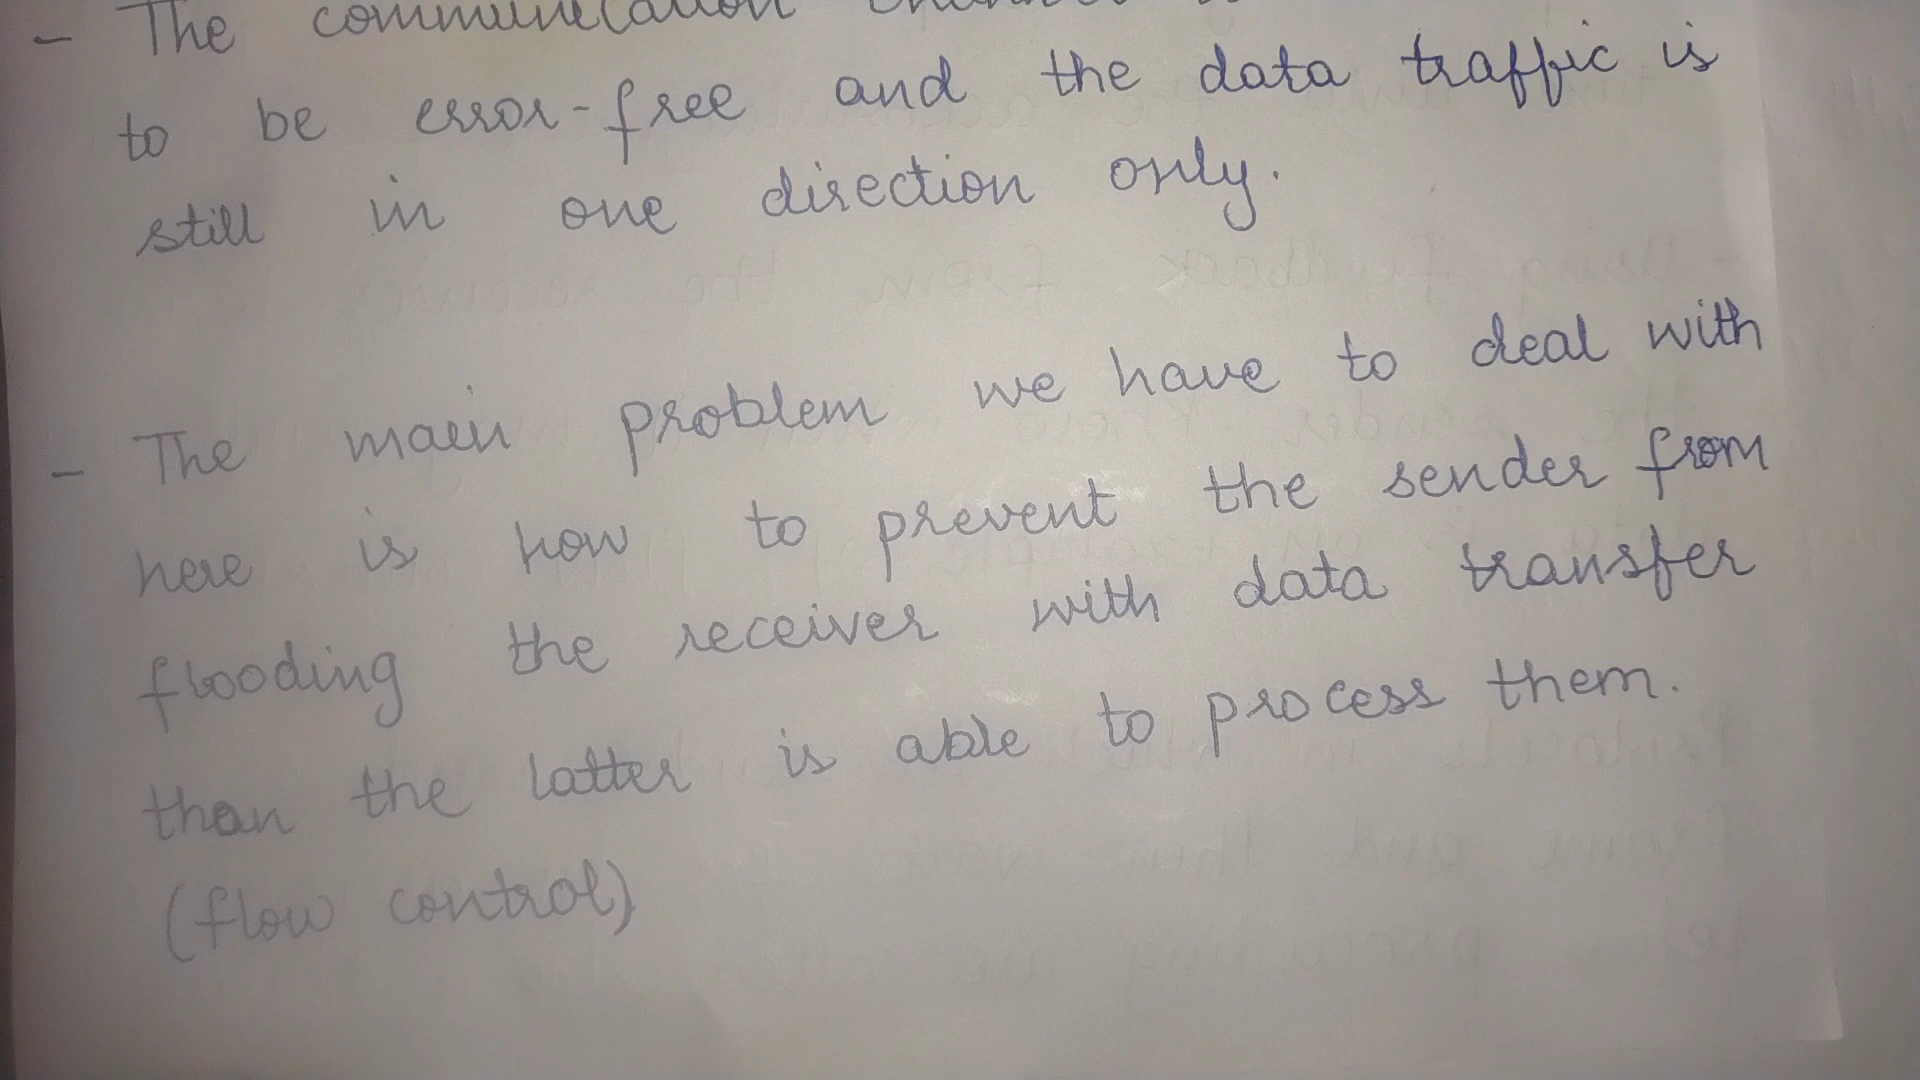 - The communication channel
to be error-free and the data traffic is
still in one direction only.
- The main problem we have to deal with
here is how to prevent the sender from
flooding the receiver with data transfer
than the latter is able to process them.
(flow control)